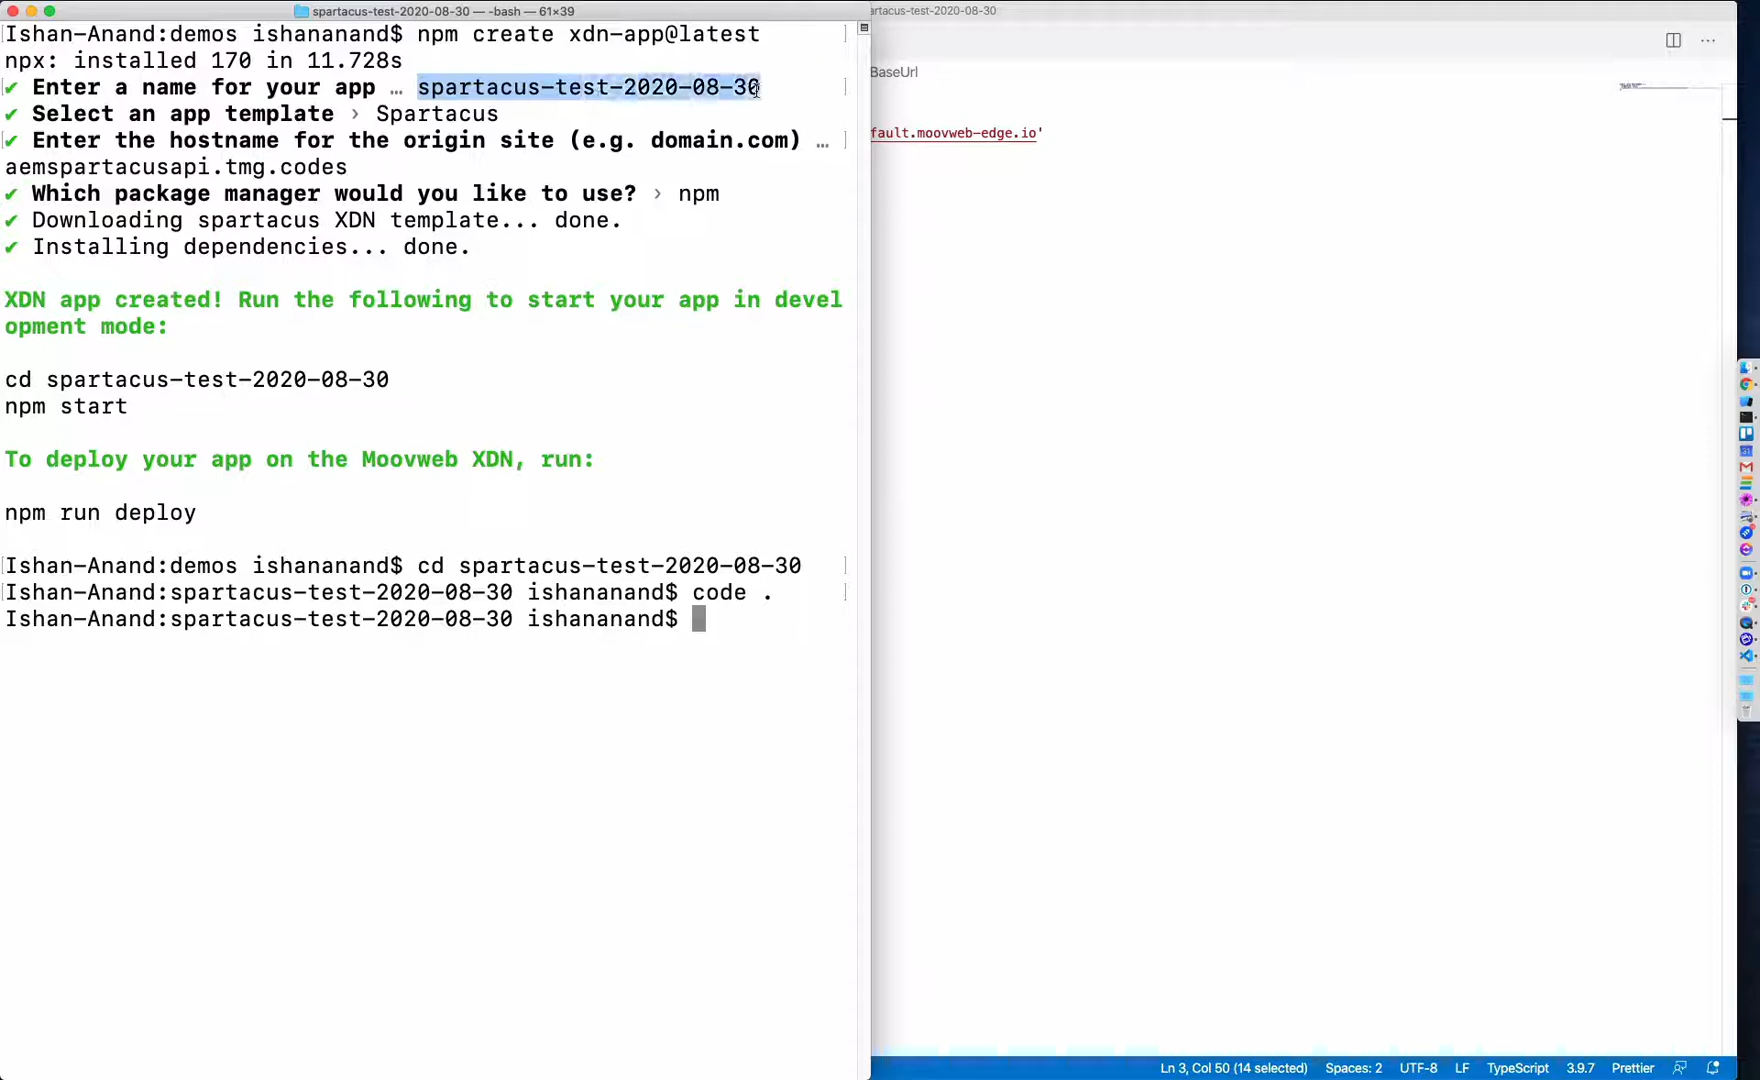 spartacus-test-2020-08-30 — -bash — 61×39
Ishan-Anand:demos ishananand$ npm create xdn-app@latest
npx: installed 170 in 11.728s
✔ Enter a name for your app … spartacus-test-2020-08-30
✔ Select an app template › Spartacus
✔ Enter the hostname for the origin site (e.g. domain.com) …
aemspartacusapi.tmg.codes
✔ Which package manager would you like to use? › npm
✔ Downloading spartacus XDN template... done.
✔ Installing dependencies... done.
XDN app created! Run the following to start your app in devel
opment mode:
cd spartacus-test-2020-08-30
npm start
To deploy your app on the Moovweb XDN, run:
npm run deploy
Ishan-Anand:demos ishananand$ cd spartacus-test-2020-08-30
Ishan-Anand:spartacus-test-2020-08-30 ishananand$ code .
Ishan-Anand:spartacus-test-2020-08-30 ishananand$
artacus-test-2020-08-30
BaseUrl
fault.moovweb-edge.io'
Ln 3, Col 50 (14 selected) Spaces: 2 UTF-8 LF TypeScript 3.9.7 Prettier